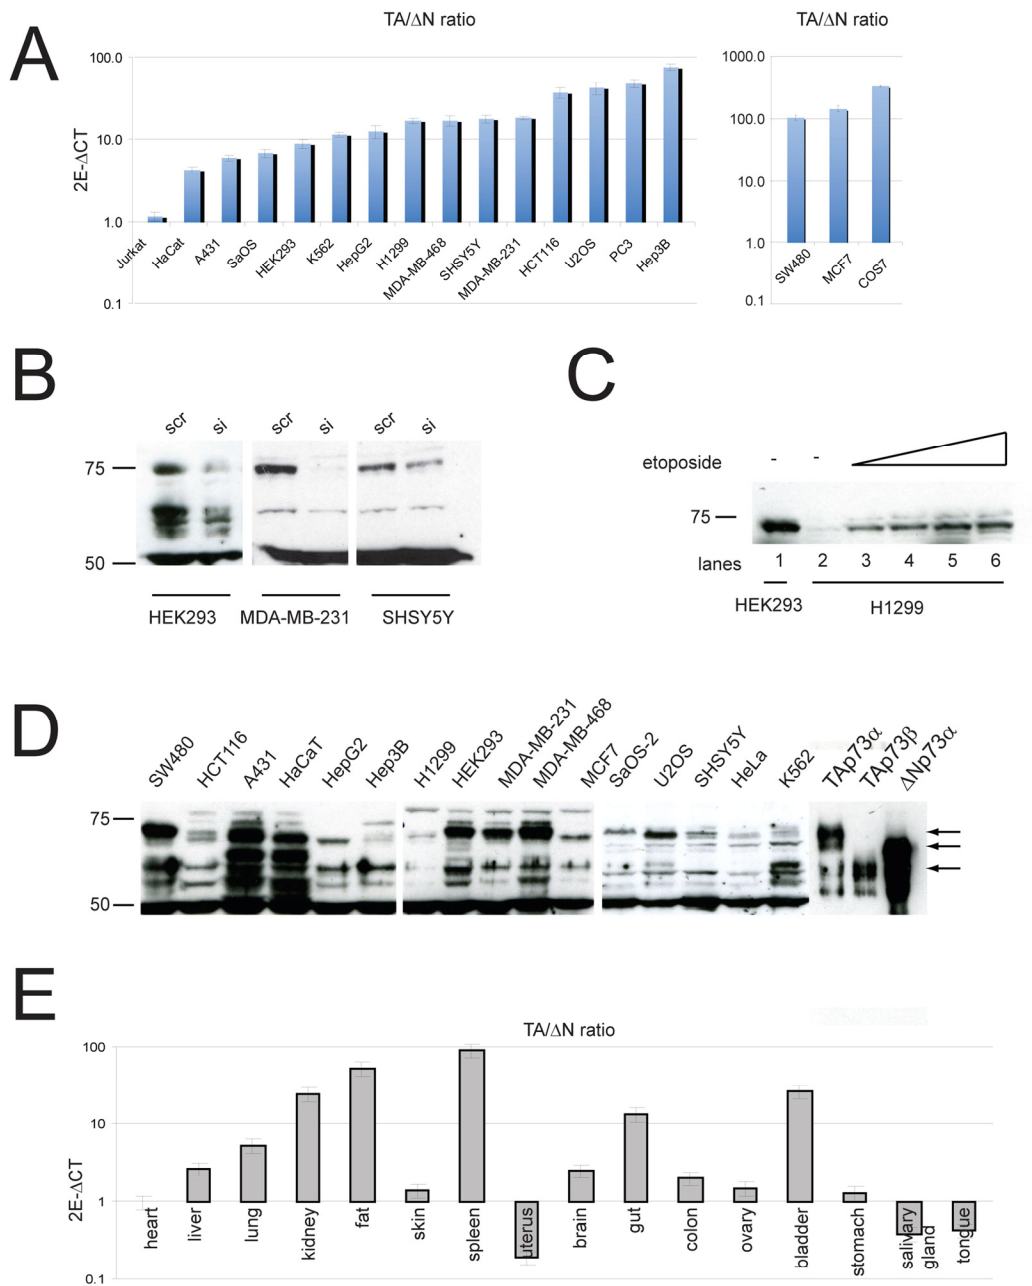 A
TA/ΔN ratio
TA/ΔN ratio
2E-ΔCT
100.0
10.0
1.0
0.1
Jurkat
HaCat
A431
SaOS
HEK293
K562
HepG2
H1299
MDA-MB-468
SHSY5Y
MDA-MB-231
HCT116
U2OS
PC3
Hep3B
1000.0
100.0
10.0
1.0
0.1
SW480
MCF7
COS7
B
scr si scr si scr si
75
50
HEK293 MDA-MB-231 SHSY5Y
C
etoposide - -
75
lanes 1 2 3 4 5 6
HEK293 H1299
D
SW480
HCT116
A431
HaCaT
HepG2
Hep3B
H1299
HEK293
MDA-MB-231
MDA-MB-468
MCF7
SaOS-2
U2OS
SHSY5Y
HeLa
K562
TAp73α
TAp73β
ΔNp73α
75
50
E
TA/ΔN ratio
2E-ΔCT
100
10
1
0.1
heart
liver
lung
kidney
fat
skin
spleen
uterus
brain
gut
colon
ovary
bladder
stomach
salivary
gland
tongue